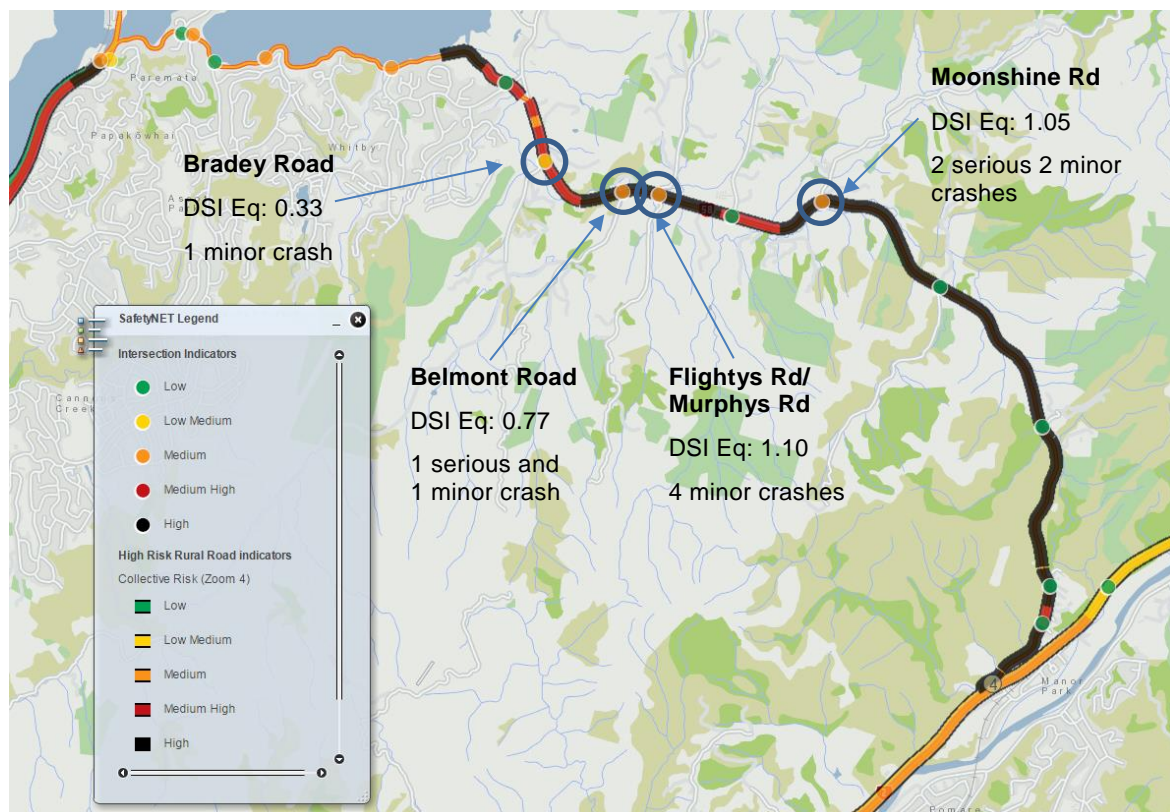 Paremata
Papakōwhai
Whitby
Bradey Road
DSI Eq: 0.33
1 minor crash
Moonshine Rd
DSI Eq: 1.05
2 serious 2 minor
crashes
Belmont Road
DSI Eq: 0.77
1 serious and
1 minor crash
Flightys Rd/
Murphys Rd
DSI Eq: 1.10
4 minor crashes
SafetyNET Legend
Intersection Indicators
Low
Low Medium
Medium
Medium High
High
High Risk Rural Road indicators
Collective Risk (Zoom 4)
Low
Low Medium
Medium
Medium High
High
Creek
4
Manor
Park
Pomare